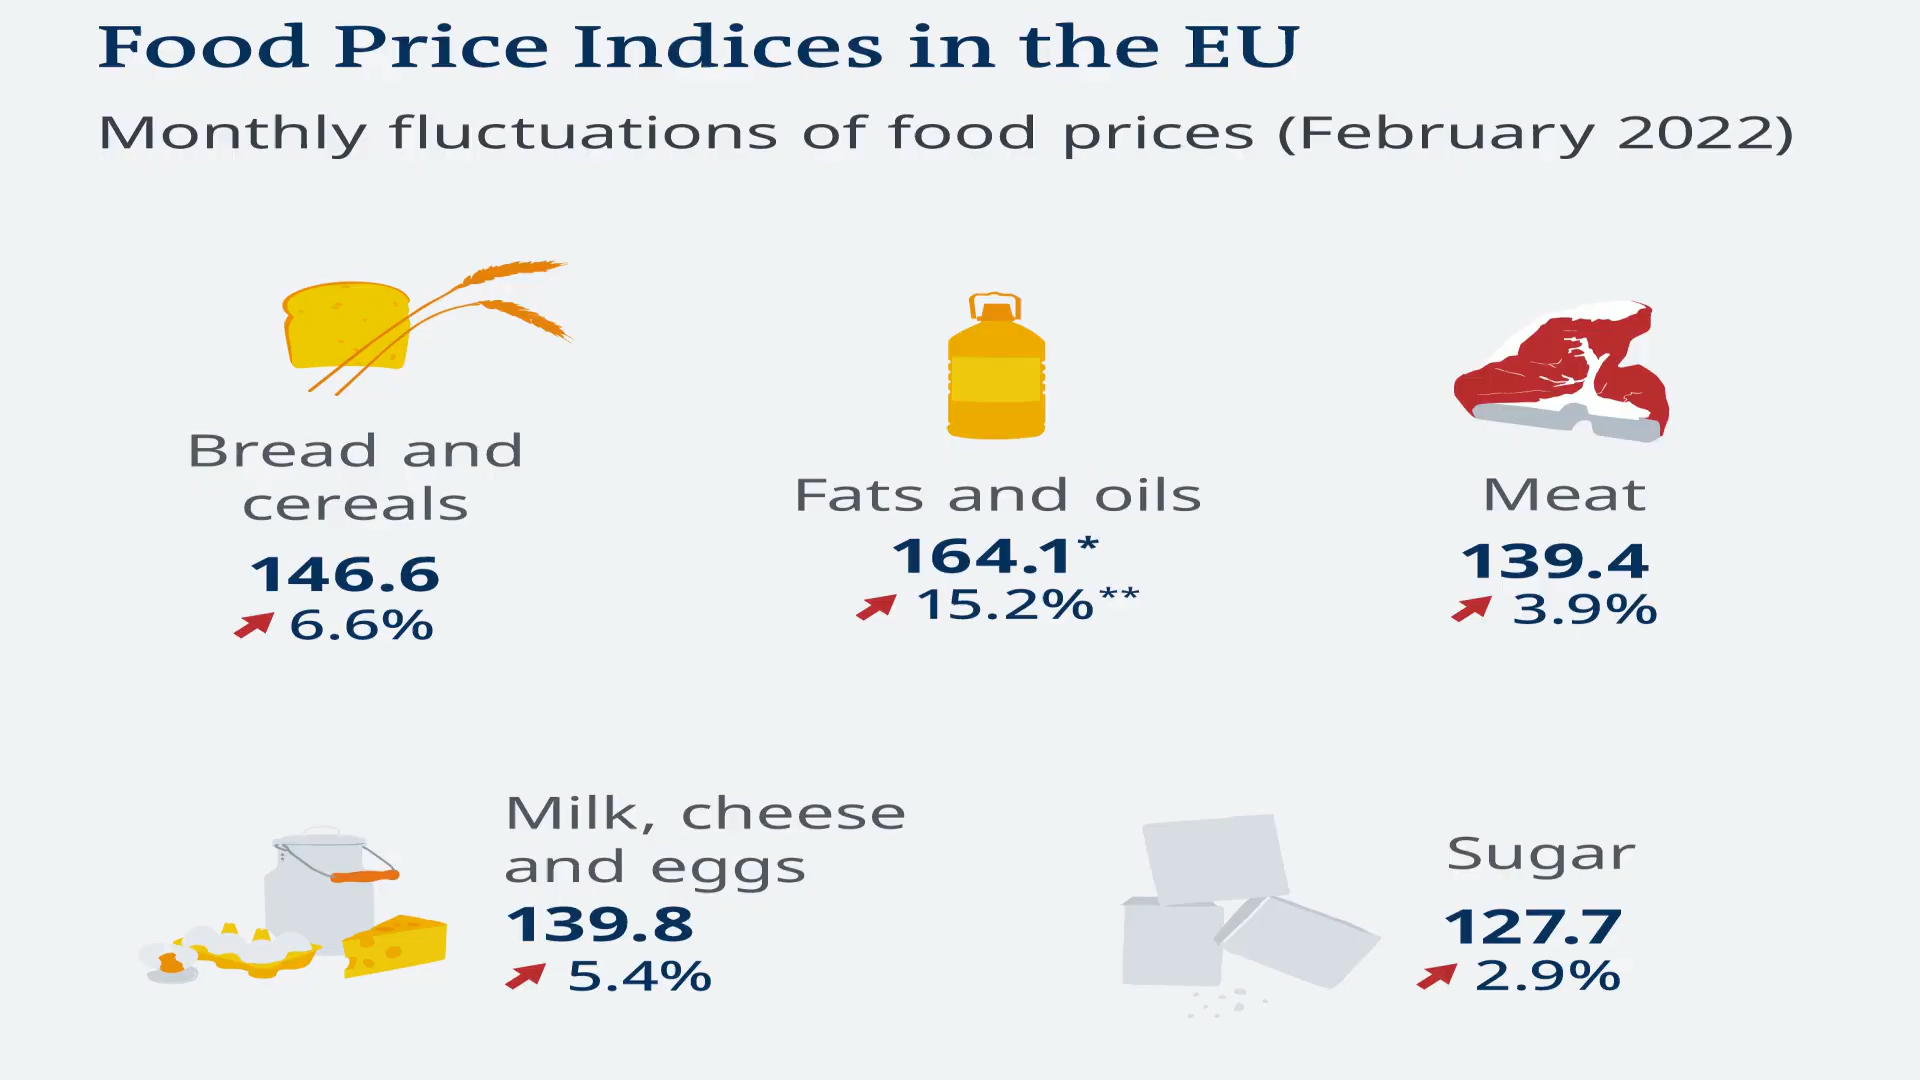 Food Price Indices in the EU
Monthly fluctuations of food prices (February 2022)
Bread and
cereals
146.6
6.6%
Fats and oils
164.1*
15.2%**
Meat
139.4
3.9%
Milk, cheese
and eggs
139.8
5.4%
Sugar
127.7
2.9%